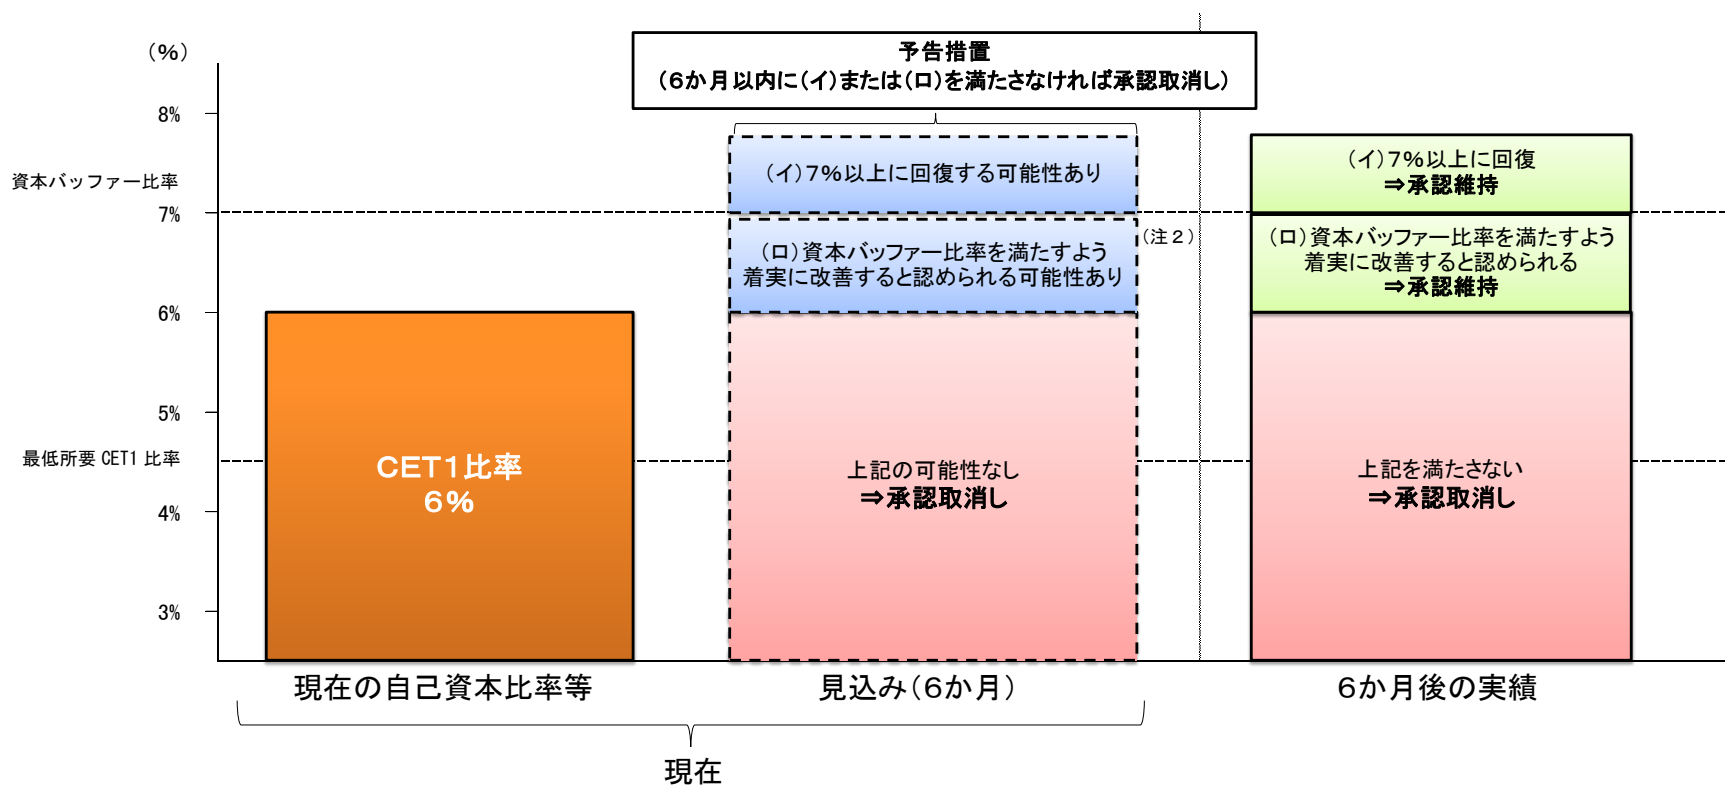 （％）
予告措置
（６か月以内に（イ）または（ロ）を満たさなければ承認取消し）
8%
資本バッファー比率
7%
6%
5%
最低所要 CET1 比率
4%
3%
ＣＥＴ１比率
６％
（イ）７％以上に回復する可能性あり
（ロ）資本バッファー比率を満たすよう
着実に改善すると認められる可能性あり
（注２）
上記の可能性なし
⇒承認取消し
（イ）７％以上に回復
⇒承認維持
（ロ）資本バッファー比率を満たすよう
着実に改善すると認められる
⇒承認維持
上記を満たさない
⇒承認取消し
現在の自己資本比率等
見込み（６か月）
６か月後の実績
現在